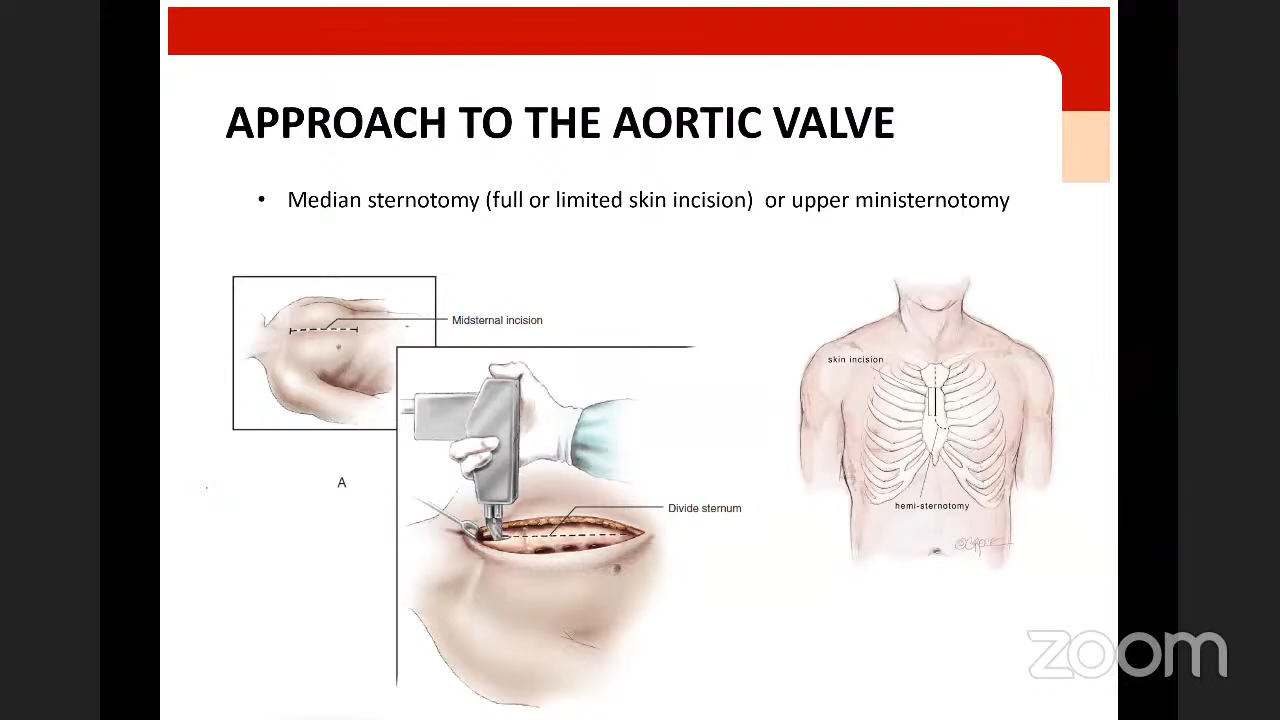 APPROACH TO THE AORTIC VALVE
• Median sternotomy (full or limited skin incision) or upper ministernotomy
Midsternal incision
A
Divide sternum
skin incision
hemi-sternotomy
zoom